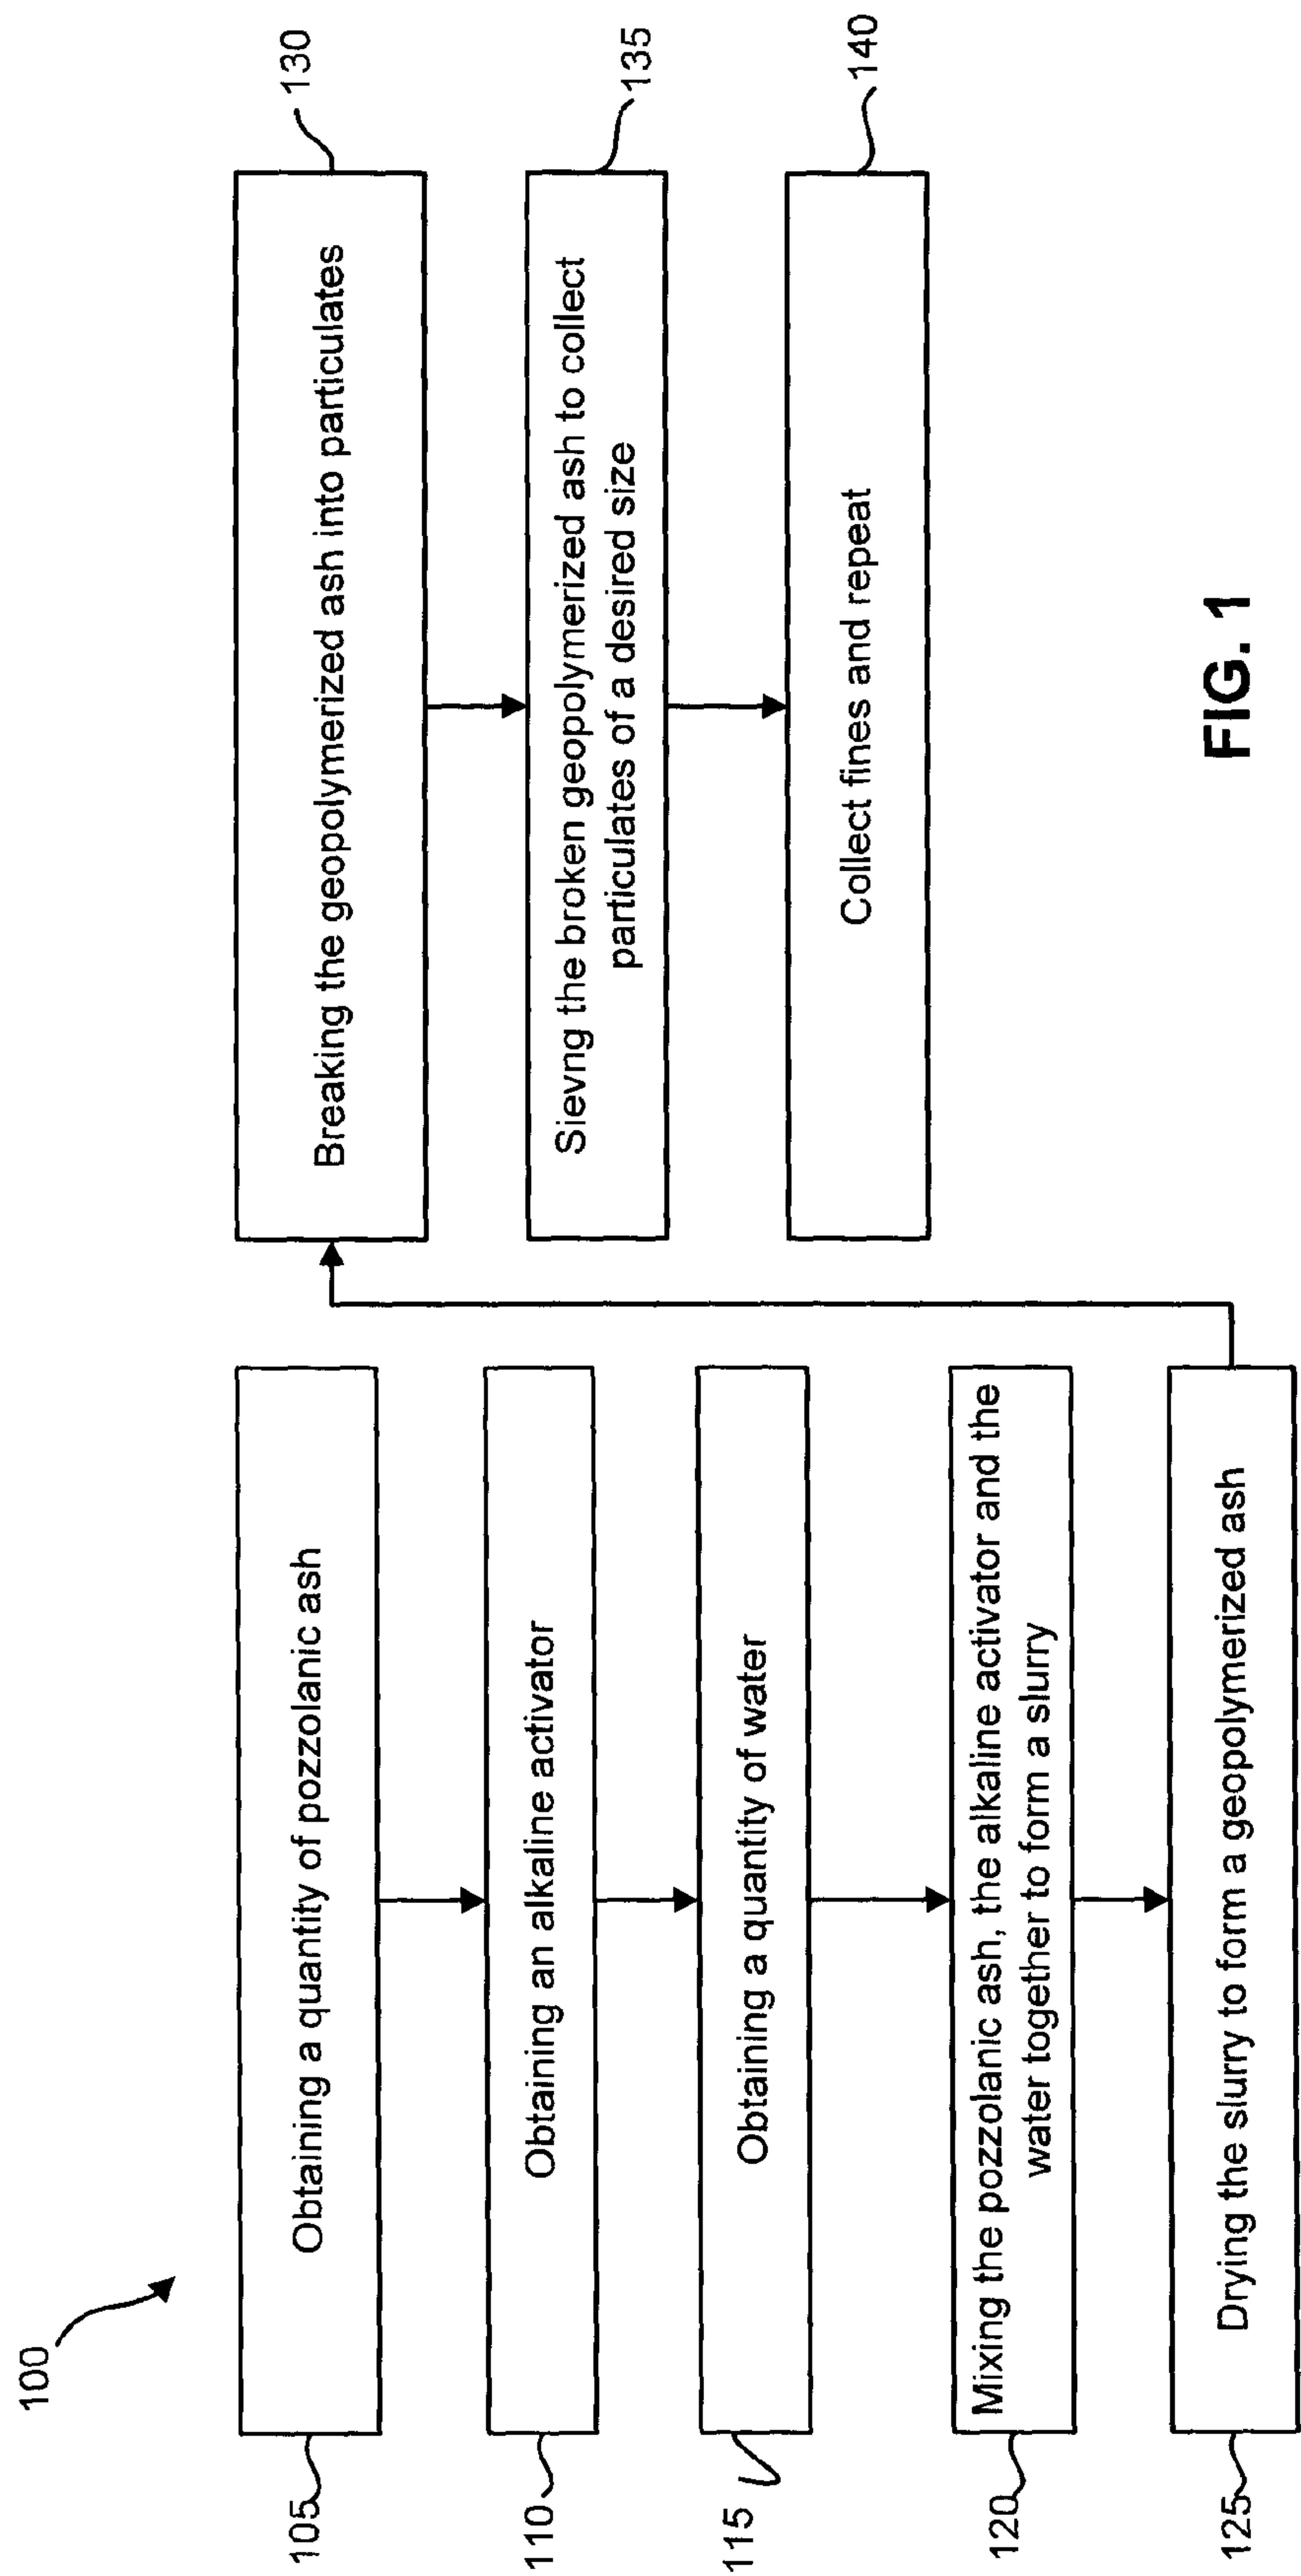 100
105
Obtaining a quantity of pozzolanic ash
110
Obtaining an alkaline activator
115
Obtaining a quantity of water
120
Mixing the pozzolanic ash, the alkaline activator and the
water together to form a slurry
125
Drying the slurry to form a geopolymerized ash
130
Breaking the geopolymerized ash into particulates
135
Sievng the broken geopolymerized ash to collect
particulates of a desired size
140
Collect fines and repeat
FIG. 1